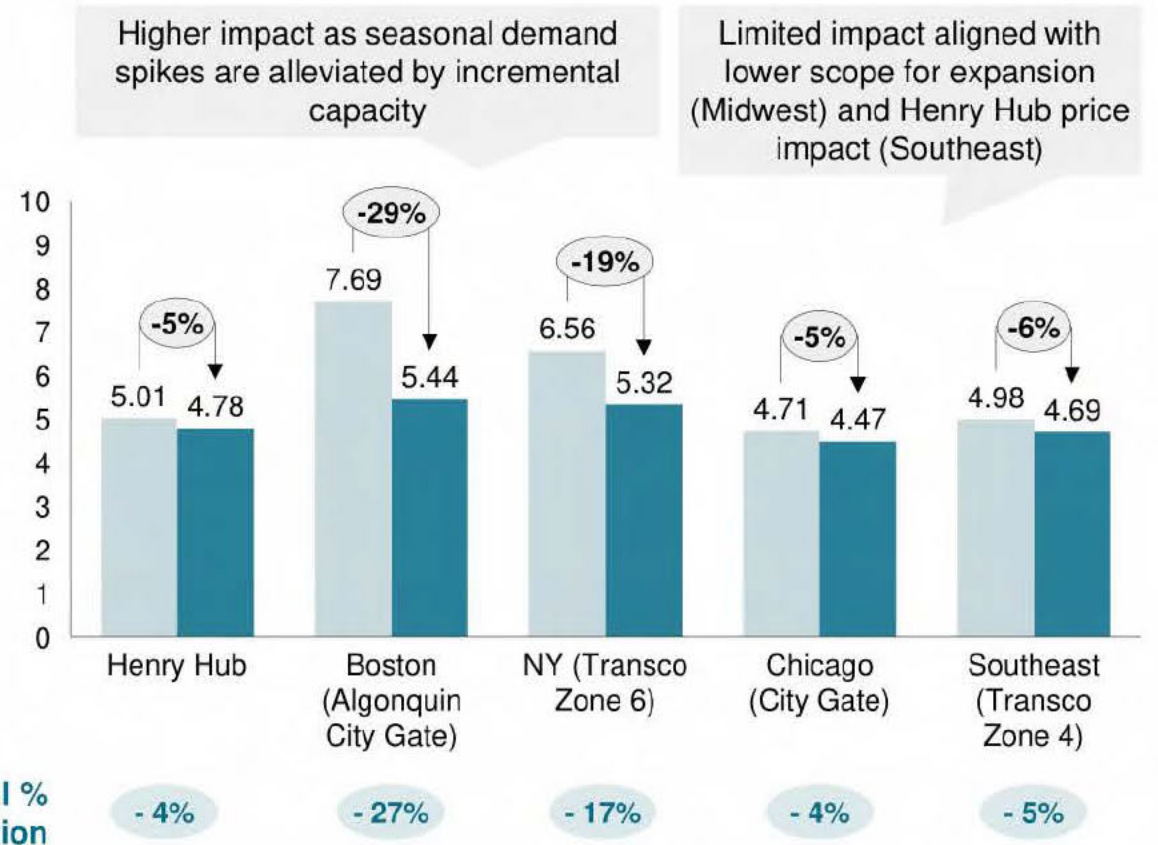 Higher impact as seasonal demand
spikes are alleviated by incremental
capacity
Limited impact aligned with
lower scope for expansion
(Midwest) and Henry Hub price
impact (Southeast)
10
9
8
7
6
5
4
3
2
1
0
-5%
5.01
4.78
-29%
7.69
5.44
-19%
6.56
5.32
-5%
4.71
4.47
-6%
4.98
4.69
Henry Hub
Boston
(Algonquin
City Gate)
NY (Transco
Zone 6)
Chicago
(City Gate)
Southeast
(Transco
Zone 4)
l %
ion
- 4%
- 27%
- 17%
- 4%
- 5%